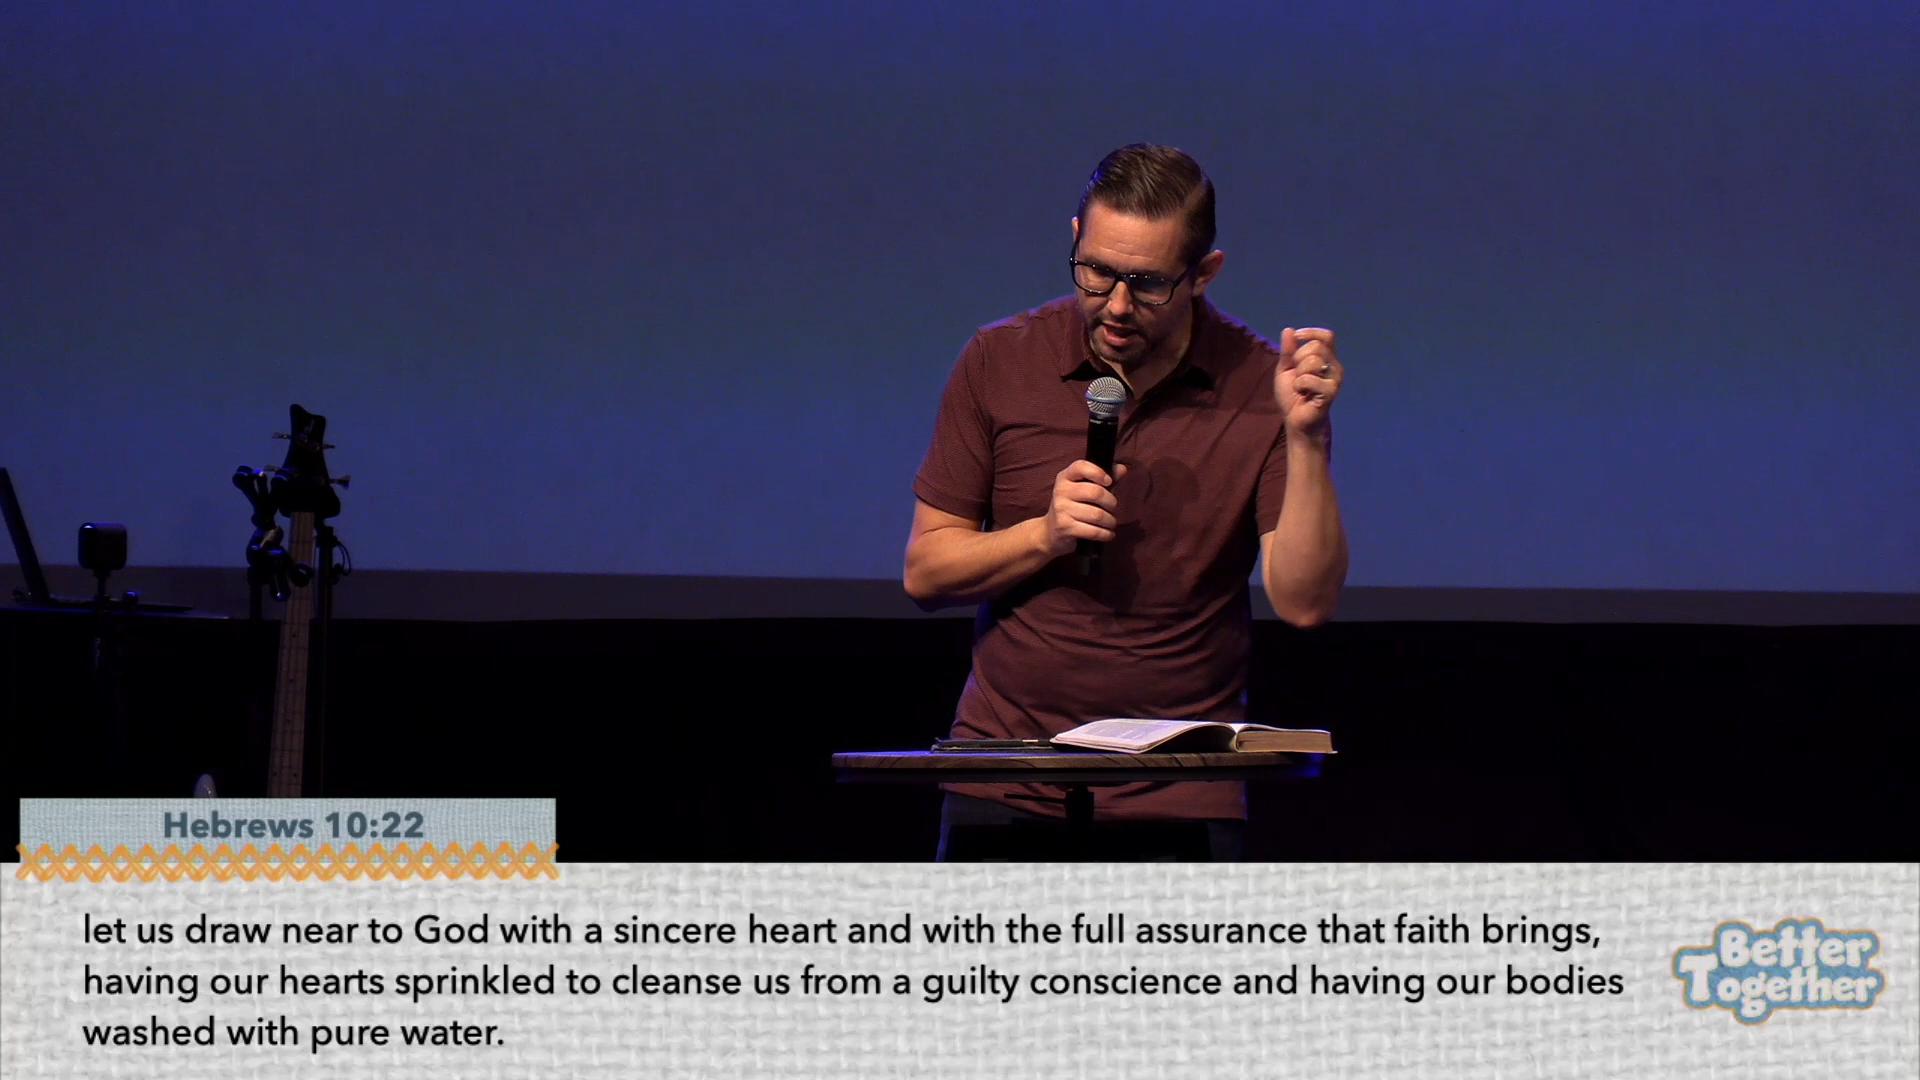 Hebrews 10:22
let us draw near to God with a sincere heart and with the full assurance that faith brings,
having our hearts sprinkled to cleanse us from a guilty conscience and having our bodies
washed with pure water.
Better
Together